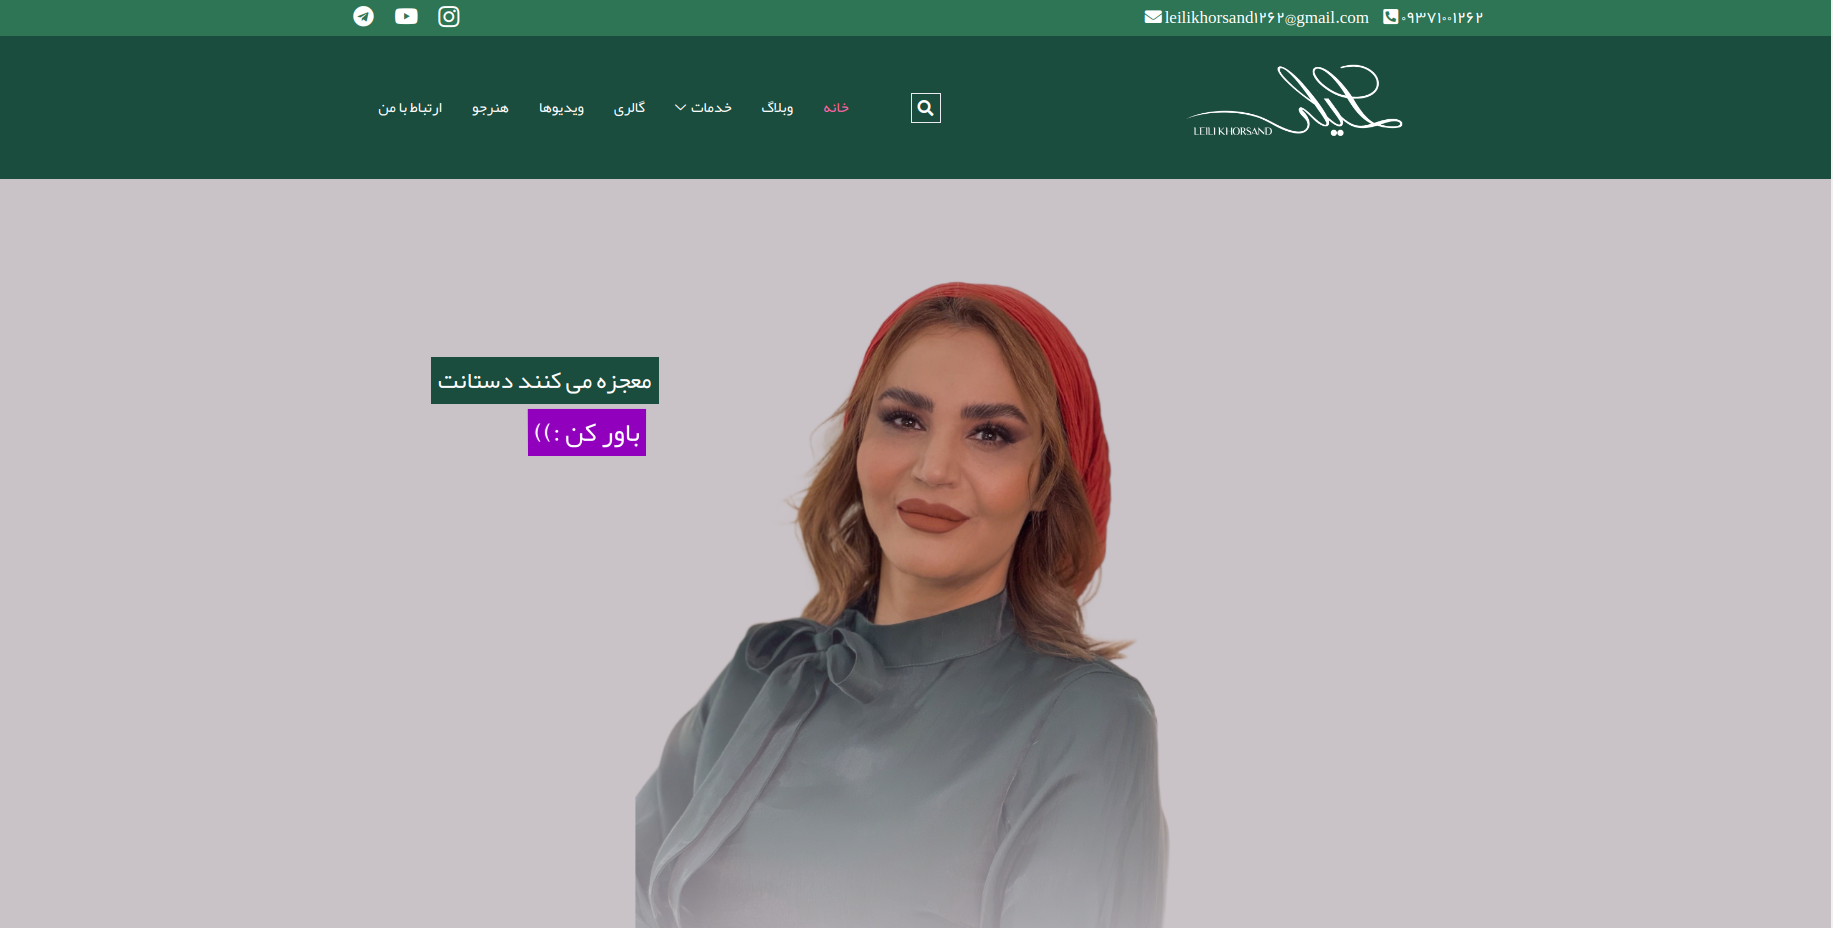 ۰۹۳۷۱۰۰۱۲۶۲
leilikhorsand۱۲۶۲@gmail.com
لیلی
LEILI KHORSAND
خانه
وبلاگ
خدمات
گالری
ویدیوها
هنرجو
ارتباط با من
معجزه می کنند دستانت
باور کن :))